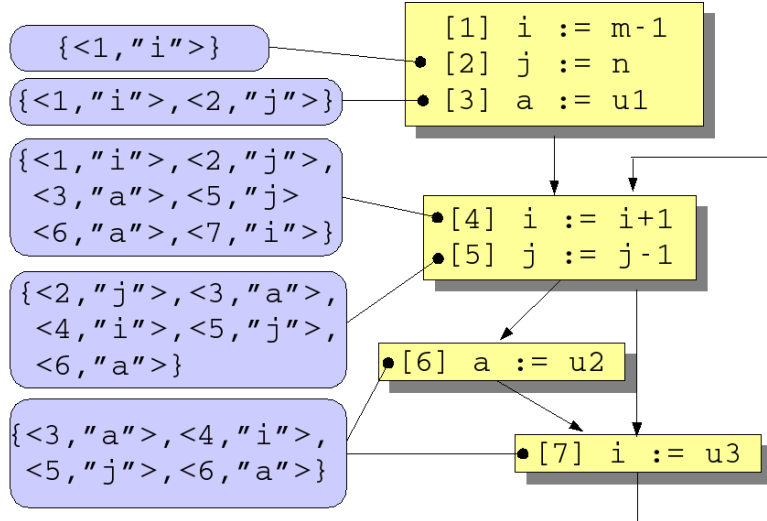 {<1,"i">}
{<1,"i">,<2,"j">}
{<1,"i">,<2,"j">,
<3,"a">,<5,"j>
<6,"a">,<7,"i">}
{<2,"j">,<3,"a">,
<4,"i">,<5,"j">,
<6,"a">}
{<3,"a">,<4,"i">,
<5,"j">,<6,"a">}
[1] i := m-1
[2] j := n
[3] a := u1
[4] i := i+1
[5] j := j-1
[6] a := u2
[7] i := u3